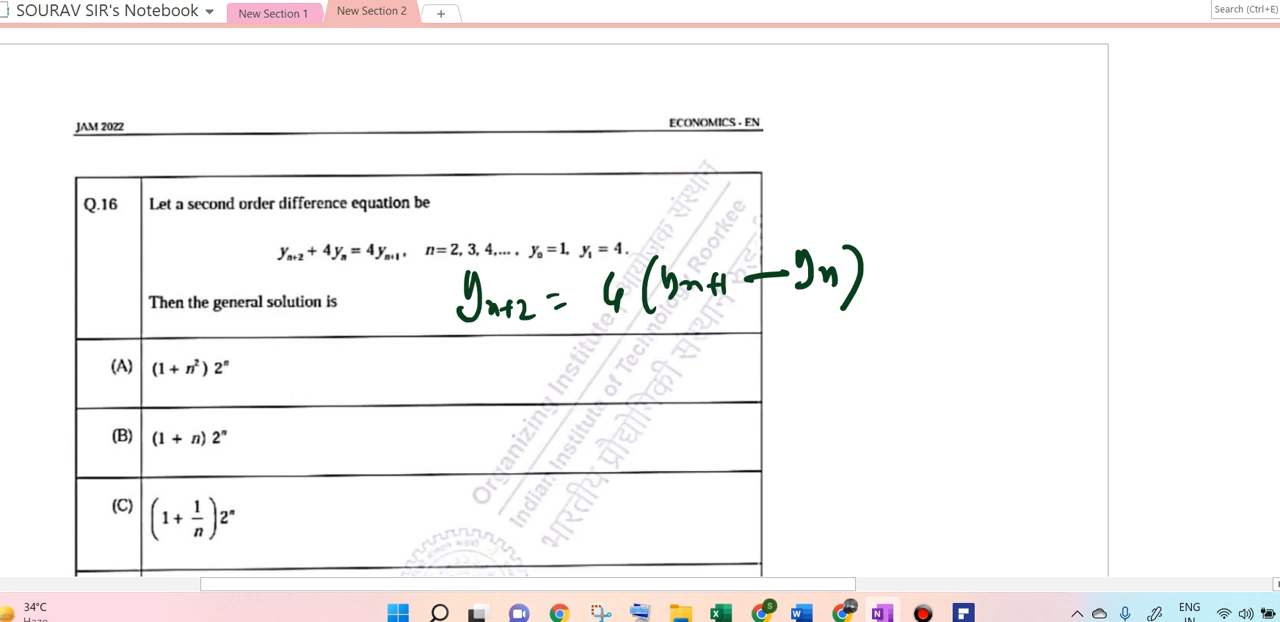 SOURAV SIR's Notebook
New Section 1
New Section 2
+
Search (Ctrl+E)
JAM 2022
ECONOMICS - EN
Q.16
Let a second order difference equation be
yₙ₊₂ + 4yₙ = 4yₙ₊₁, n = 2, 3, 4,... , y₀ = 1, y₁ = 4.
yₙ₊₂ = 4 (yₙ₊₁ — yₙ)
Then the general solution is
(A) (1 + n²) 2ⁿ
(B) (1 + n) 2ⁿ
(C) (1 + 1/n) 2ⁿ
Organizing Institute
Indian Institute of Technology Roorkee
भारतीय प्रौद्योगिकी संस्थान
34°C
Haze
ENG
IN